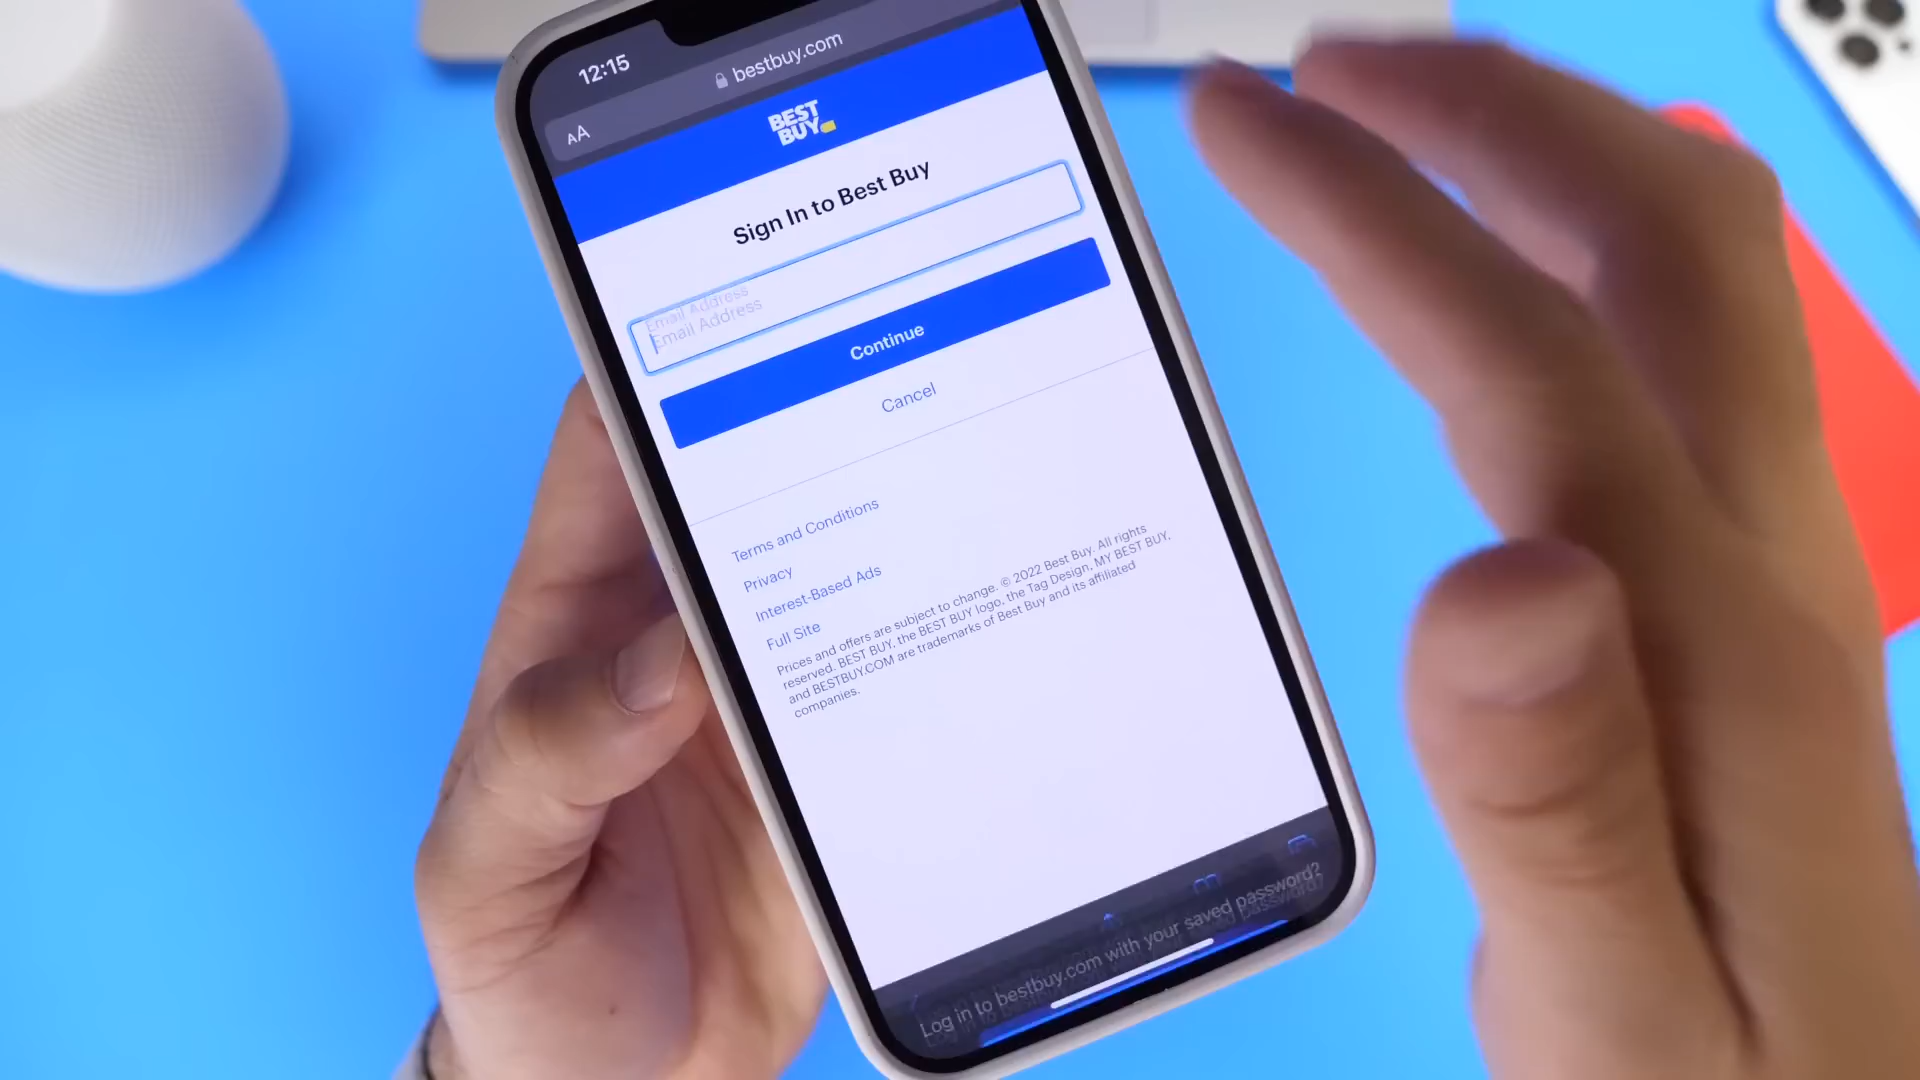 12:15
AA
bestbuy.com
BEST
BUY
Sign In to Best Buy
Email Address
Email Address
Continue
Cancel
Terms and Conditions
Privacy
Interest-Based Ads
Full Site
Prices and offers are subject to change. © 2022 Best Buy. All rights
reserved. BEST BUY, the BEST BUY logo, the Tag Design, MY BEST BUY,
and BESTBUY.COM are trademarks of Best Buy and its affiliated
companies.
Log in to bestbuy.com with your saved password?